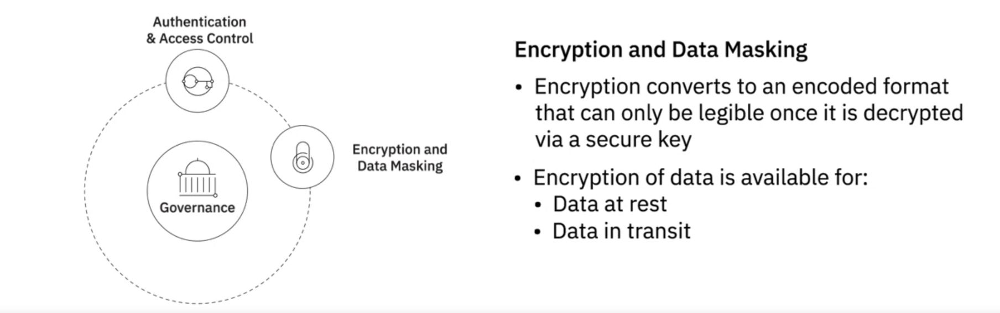 Authentication
& Access Control
Encryption and
Data Masking
Governance
Encryption and Data Masking
• Encryption converts to an encoded format
that can only be legible once it is decrypted
via a secure key
• Encryption of data is available for:
• Data at rest
• Data in transit